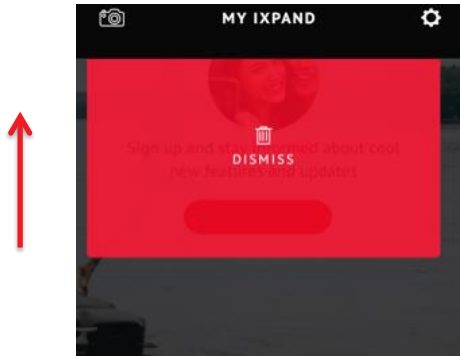 MY IXPAND
Sign up and stay informed about cool
DISMISS
new features and updates